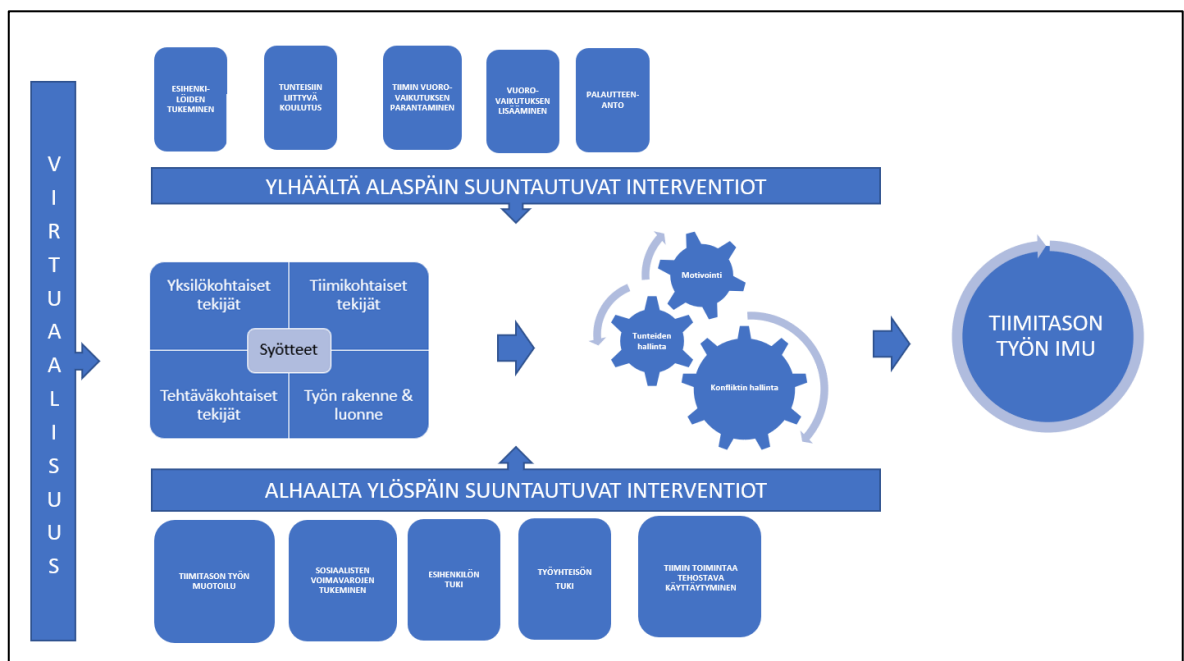 VIRTUAALISUUS
ESIHENKI-
LÖIDEN
TUKEMINEN
TUNTEISIIN
LIITTYVÄ
KOULUTUS
TIIMIN VUORO-
VAIKUTUKSEN
PARANTAMINEN
VUORO-
VAIKUTUKSEN
LISÄÄMINEN
PALAUTTEEN-
ANTO
YLHÄÄLTÄ ALASPÄIN SUUNTAUTUVAT INTERVENTIOT
Yksilökohtaiset
tekijät
Tiimikohtaiset
tekijät
Syötteet
Tehtäväkohtaiset
tekijät
Työn rakenne &
luonne
Motivointi
Tunteiden
hallinta
Konfliktin hallinta
TIIMITASON
TYÖN IMU
ALHAALTA YLÖSPÄIN SUUNTAUTUVAT INTERVENTIOT
TIIMITASON TYÖN
MUOTOILU
SOSIAALISTEN
VOIMAVAROJEN
TUKEMINEN
ESIHENKILÖN
TUKI
TYÖYHTEISÖN
TUKI
TIIMIN TOIMINTAA
TEHOSTAVA
KÄYTTÄYTYMINEN